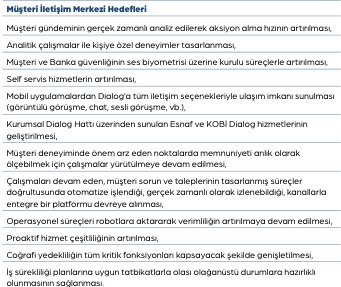 Müşteri İletişim Merkezi Hedefleri
Müşteri gündeminin gerçek zamanlı analiz edilerek aksiyon alma hızının artırılması,
Analitik çalışmalar ile kişiye özel deneyimler tasarlanması,
Müşteri ve Banka güvenliğinin ses biyometrisi üzerine kurulu süreçlerle artırılması,
Self servis hizmetlerin artırılması,
Mobil uygulamalardan Dialog'a tüm iletişim seçenekleriyle ulaşım imkanı sunulması
(görüntülü görüşme, chat, sesli görüşme, vb.),
Kurumsal Dialog Hattı üzerinden sunulan Esnaf ve KOBİ Dialog hizmetlerinin
geliştirilmesi,
Müşteri deneyiminde önem arz eden noktalarda memnuniyeti anlık olarak
ölçebilmek için çalışmalar yürütülmeye devam edilmesi,
Çalışmaları devam eden, müşteri sorun ve taleplerinin tasarlanmış süreçler
doğrultusunda otomatize işlendiği, gerçek zamanlı olarak izlenebildiği, kanallarla
entegre bir platformu devreye alınması,
Operasyonel süreçleri robotlara aktararak verimliliğin artırılmaya devam edilmesi,
Proaktif hizmet çeşitliliğinin artırılması,
Coğrafi yedekliliğin tüm kritik fonksiyonları kapsayacak şekilde genişletilmesi,
İş sürekliliği planlarına uygun tatbikatlarla olası olağanüstü durumlara hazırlıklı
olunmasının sağlanması.